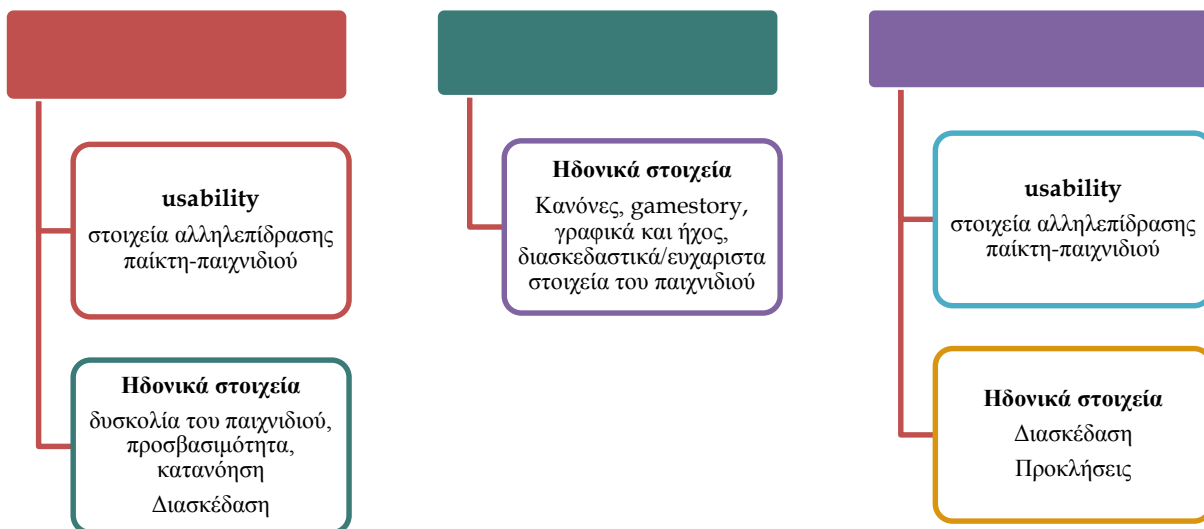 usability
στοιχεία αλληλεπίδρασης
παίκτη-παιχνιδιού
Ηδονικά στοιχεία
δυσκολία του παιχνιδιού,
προσβασιμότητα,
κατανόηση
Διασκέδαση
Ηδονικά στοιχεία
Κανόνες, gamestory,
γραφικά και ήχος,
διασκεδαστικά/ευχαριστα
στοιχεία του παιχνιδιού
usability
στοιχεία αλληλεπίδρασης
παίκτη-παιχνιδιού
Ηδονικά στοιχεία
Διασκέδαση
Προκλήσεις